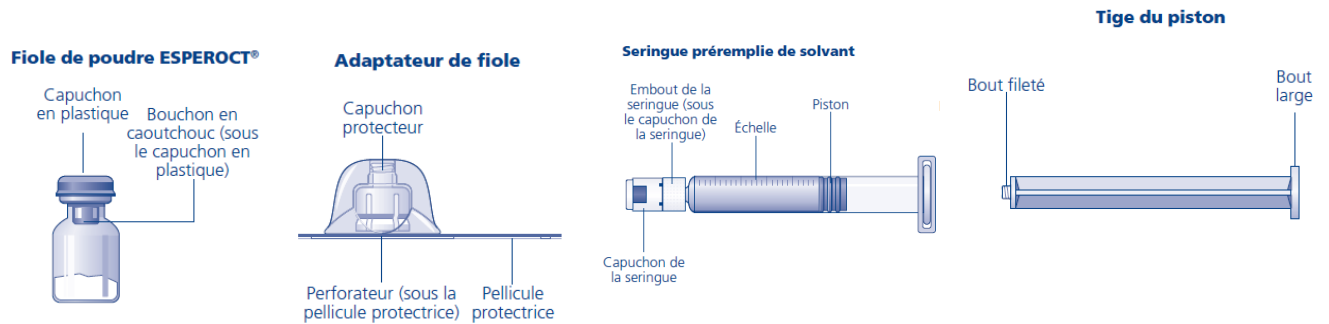 Fiole de poudre ESPEROCT®
Capuchon
en plastique
Bouchon en
caoutchouc (sous
le capuchon en
plastique)
Adaptateur de fiole
Capuchon
protecteur
Perforateur (sous la
pellicule protectrice)
Pellicule
protectrice
Seringue préremplie de solvant
Embout de la
seringue (sous
le capuchon de
la seringue)
Échelle
Piston
Capuchon de
la seringue
Tige du piston
Bout fileté
Bout
large